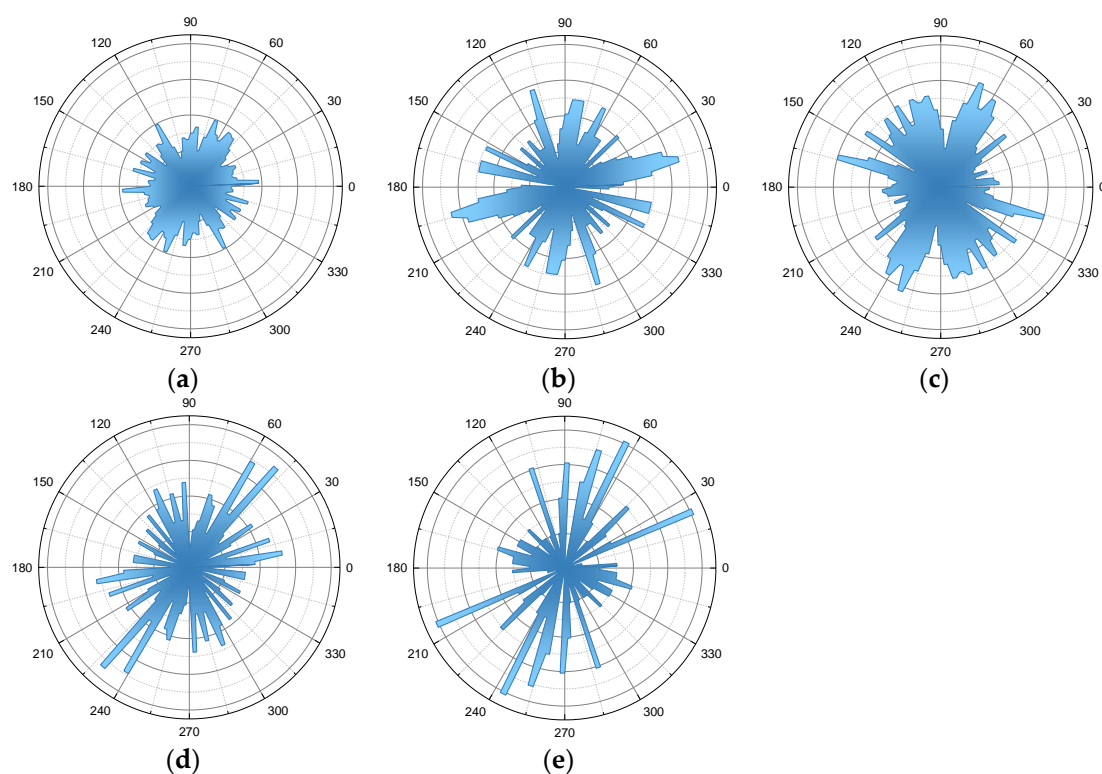 90 90 90
120 60 120 60 120 60
150 30 150 30 150 30
180 0 180 0 180 0
210 330 210 330 210 330
240 300 240 300 240 300
270 270 270
(a) (b) (c)
90 90
120 60 120 60
150 30 150 30
180 0 180 0
210 330 210 330
240 300 240 300
270 270
(d) (e)